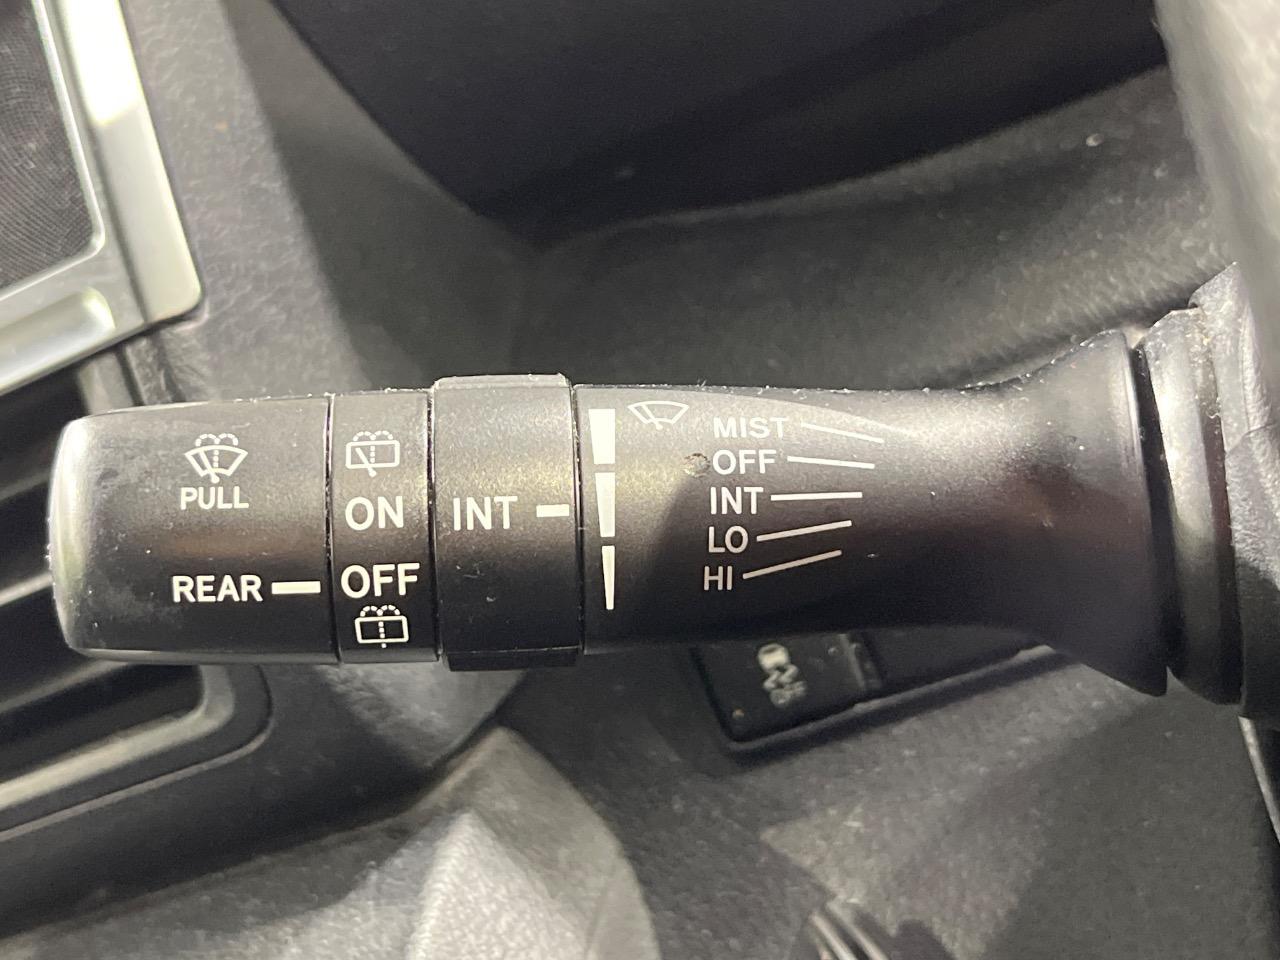 PULL
REAR
ON
OFF
INT
MIST
OFF
INT
LO
HI